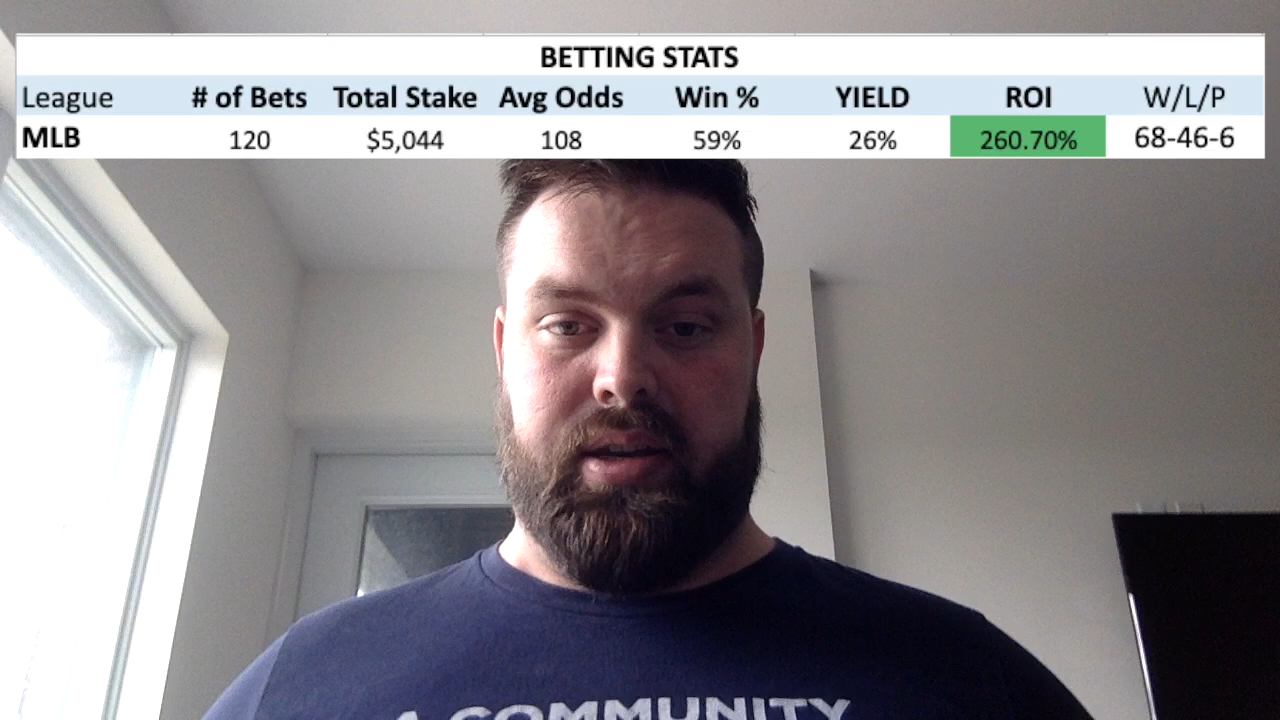 BETTING STATS
League # of Bets Total Stake Avg Odds Win % YIELD ROI W/L/P
MLB 120 $5,044 108 59% 26% 260.70% 68-46-6
A COMMUNITY